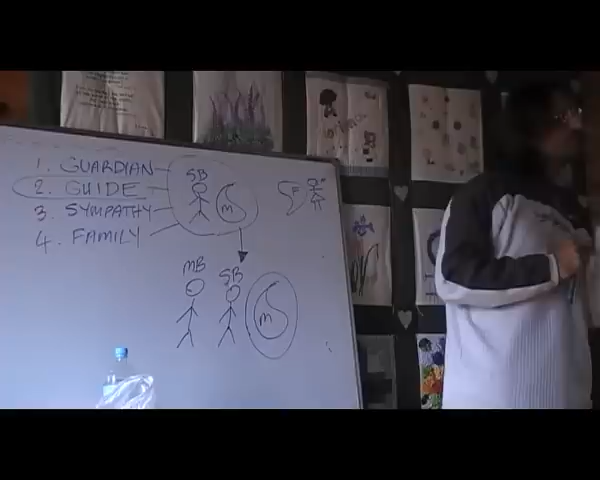 1. GUARDIAN
2. GUIDE
3. SYMPATHY
4. FAMILY
SB
M
F
MB
SB
M